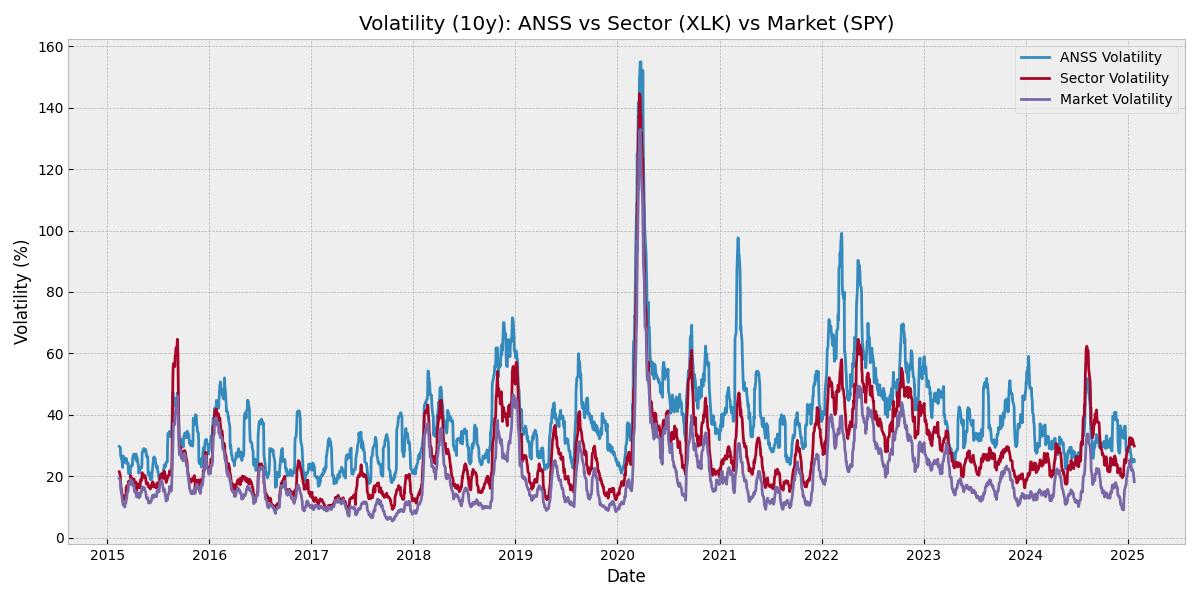 Volatility (10y): ANSS vs Sector (XLK) vs Market (SPY)
ANSS Volatility
Sector Volatility
Market Volatility
Volatility (%)
160
140
120
100
80
60
40
20
0
2015 2016 2017 2018 2019 2020 2021 2022 2023 2024 2025
Date